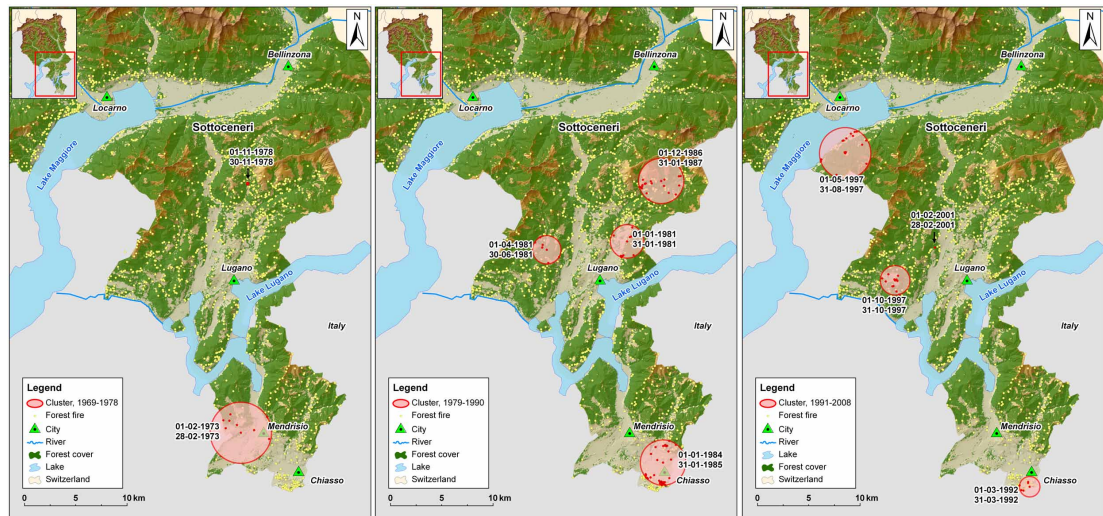 N
Bellinzona
Locarno
Sottoceneri
01-11-1978
30-11-1978
Lake Maggiore
Lugano
Lake Lugano
Italy
Legend
Cluster, 1969-1978
Forest fire
City
River
Forest cover
Lake
Switzerland
01-02-1973
28-02-1973
Mendrisio
Chiasso
0 5 10 km
N
Bellinzona
Locarno
Sottoceneri
01-12-1986
31-01-1987
Lake Maggiore
01-04-1981
30-06-1981
01-01-1981
31-01-1981
Lugano
Lake Lugano
Italy
Legend
Cluster, 1979-1990
Forest fire
City
River
Forest cover
Lake
Switzerland
Mendrisio
01-01-1984
31-01-1985
Chiasso
0 5 10 km
N
Bellinzona
Locarno
Sottoceneri
01-05-1997
31-08-1997
Lake Maggiore
01-02-2001
28-02-2001
Lugano
Lake Lugano
01-10-1997
31-10-1997
Italy
Legend
Cluster, 1991-2008
Forest fire
City
River
Forest cover
Lake
Switzerland
Mendrisio
Chiasso
01-03-1992
31-03-1992
0 5 10 km